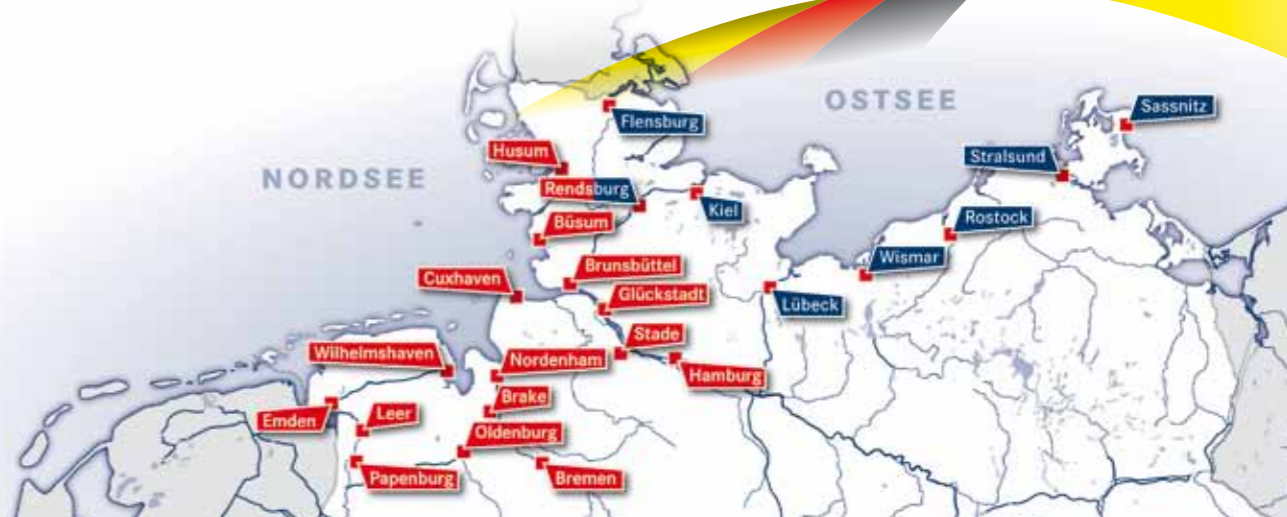 OSTSEE
Sassnitz
Flensburg
Husum
Stralsund
NORDSEE
Rendsburg
Kiel
Rostock
Büsum
Wismar
Brunsbüttel
Cuxhaven
Glückstadt
Lübeck
Stade
Wilhelmshaven
Nordenham
Hamburg
Brake
Leer
Emden
Oldenburg
Papenburg
Bremen